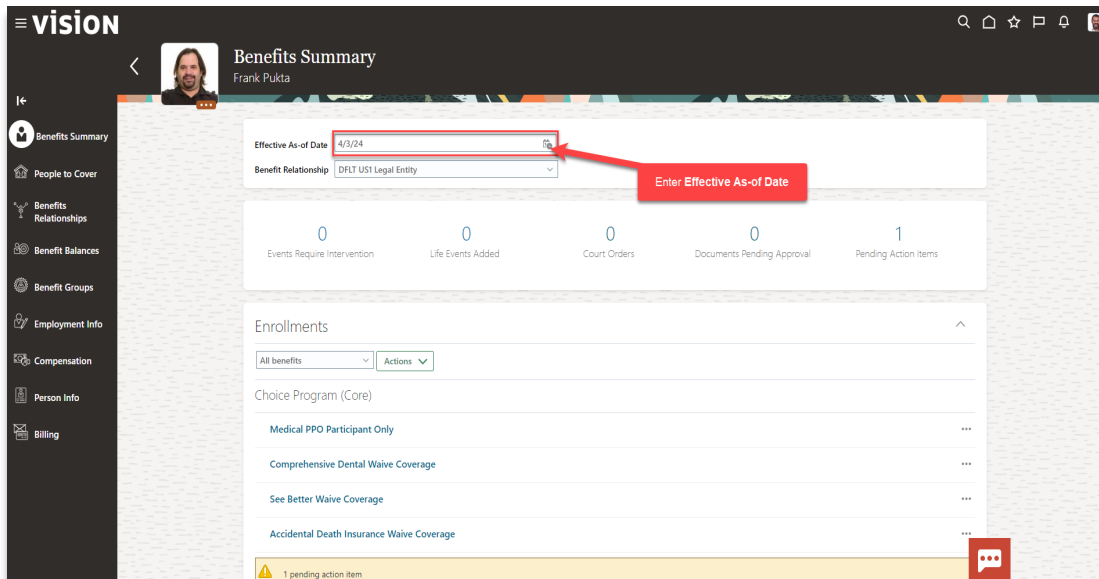 vision
Benefits Summary
Frank Pukta
Benefits Summary
People to Cover
Benefits
Relationships
Benefit Balances
Benefit Groups
Employment Info
Compensation
Person Info
Billing
Effective As-of Date 4/3/24
Benefit Relationship DFLT US1 Legal Entity
Enter Effective As-of Date
0 0 0 0 1
Events Require Intervention Life Events Added Court Orders Documents Pending Approval Pending Action Items
Enrollments
All benefits Actions
Choice Program (Core)
Medical PPO Participant Only
Comprehensive Dental Waive Coverage
See Better Waive Coverage
Accidental Death Insurance Waive Coverage
1 pending action item